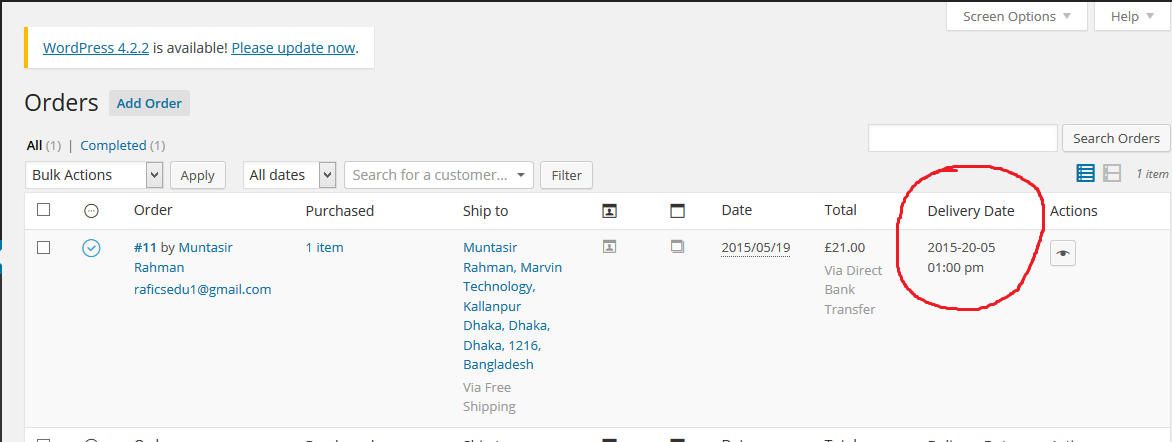 Screen Options Help
WordPress 4.2.2 is available! Please update now.
Orders Add Order
All (1) | Completed (1)
Search Orders
Bulk Actions Apply All dates Search for a customer... Filter 1 item
Order Purchased Ship to Date Total Delivery Date Actions
#11 by Muntasir 1 item Muntasir 2015/05/19 £21.00 2015-20-05
Rahman Rahman, Marvin Via Direct 01:00 pm
raficsedu1@gmail.com Technology, Bank
Kallanpur Transfer
Dhaka, Dhaka,
Dhaka, 1216,
Bangladesh
Via Free
Shipping